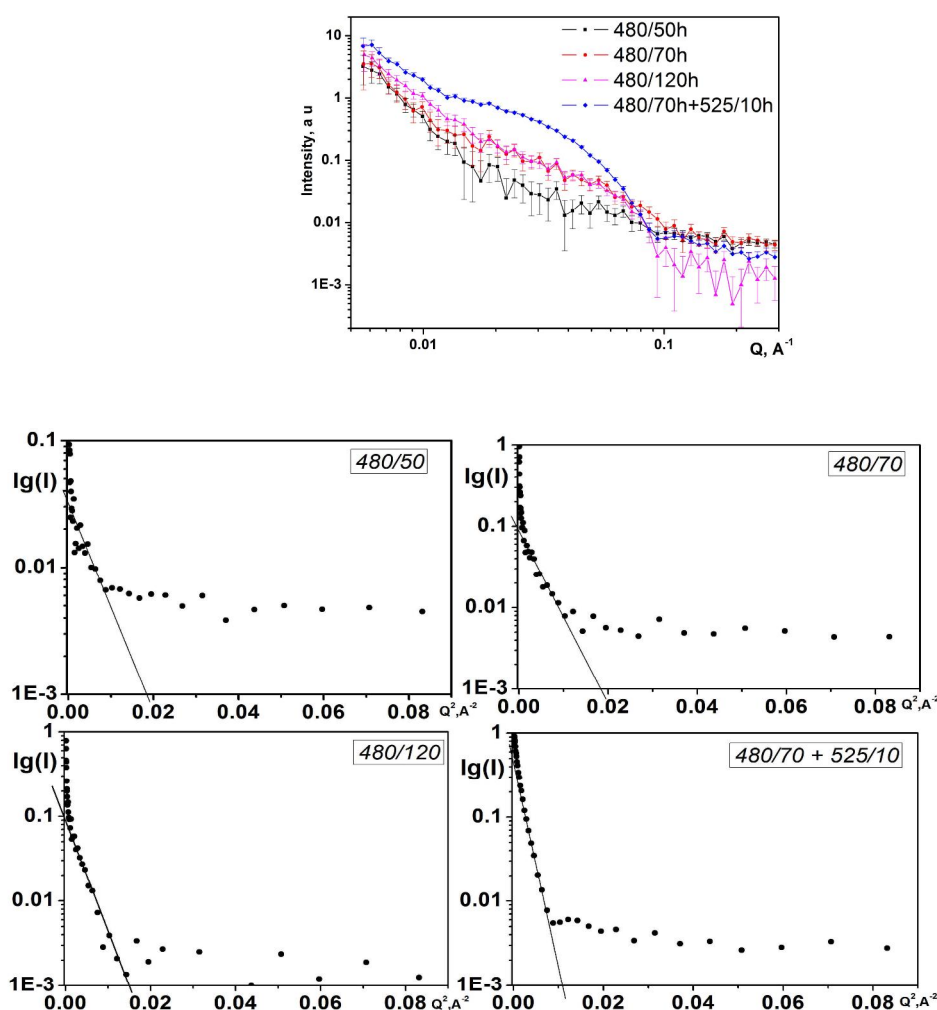 10
1
0.1
0.01
1E-3
Intensity, a u
480/50h
480/70h
480/120h
480/70h+525/10h
0.01 0.1
Q, A⁻¹
0.1
lg(I)
0.01
1E-3
480/50
0.00 0.02 0.04 0.06 0.08 Q²,A⁻²
1
lg(I)
0.1
0.01
1E-3
480/70
0.00 0.02 0.04 0.06 0.08 Q²,A⁻²
1
lg(I)
0.1
0.01
1E-3
480/120
0.00 0.02 0.04 0.06 0.08 Q²,A⁻²
1
lg(I)
0.1
0.01
1E-3
480/70 + 525/10
0.00 0.02 0.04 0.06 0.08 Q²,A⁻²